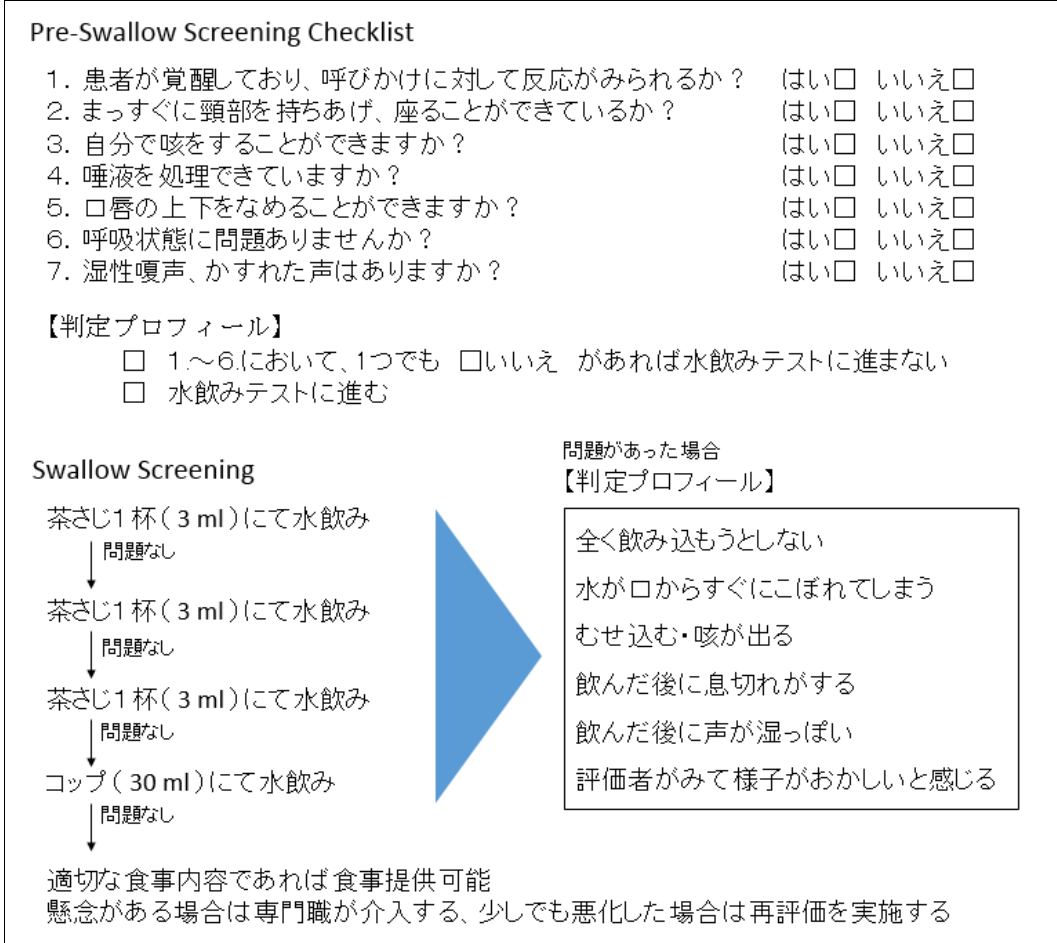 Pre-Swallow Screening Checklist
1. 患者が覚醒しており、呼びかけに対して反応がみられるか? はい□ いいえ□
2. まっすぐに頸部を持ちあげ、座ることができているか? はい□ いいえ□
3. 自分で咳をすることができますか? はい□ いいえ□
4. 唾液を処理できていますか? はい□ いいえ□
5. 口唇の上下をなめることができますか? はい□ いいえ□
6. 呼吸状態に問題ありませんか? はい□ いいえ□
7. 湿性嗄声、かすれた声はありますか? はい□ いいえ□
【判定プロフィール】
□ 1.~6.において、1つでも □いいえ があれば水飲みテストに進まない
□ 水飲みテストに進む
Swallow Screening
茶さじ1杯(3 ml)にて水飲み
問題なし
茶さじ1杯(3 ml)にて水飲み
問題なし
茶さじ1杯(3 ml)にて水飲み
問題なし
コップ(30 ml)にて水飲み
問題なし
問題があった場合
【判定プロフィール】
全く飲み込もうとしない
水が口からすぐにこぼれてしまう
むせ込む・咳が出る
飲んだ後に息切れがする
飲んだ後に声が湿っぽい
評価者がみて様子がおかしいと感じる
適切な食事内容であれば食事提供可能
懸念がある場合は専門職が介入する、少しでも悪化した場合は再評価を実施する